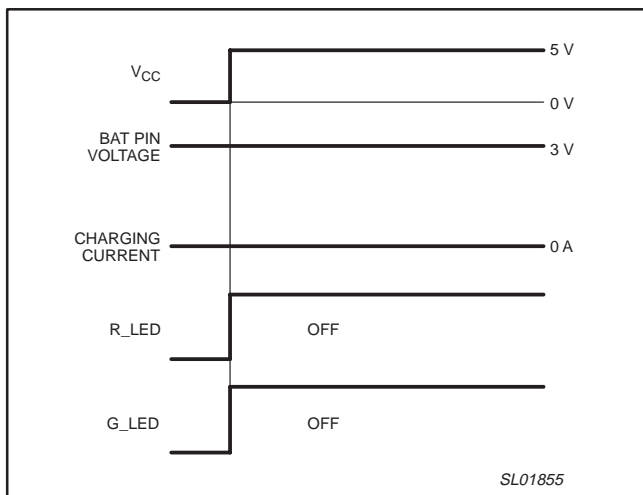 5 V
VCC
0 V
BAT PIN
VOLTAGE
3 V
CHARGING
CURRENT
0 A
R_LED
OFF
G_LED
OFF
SL01855